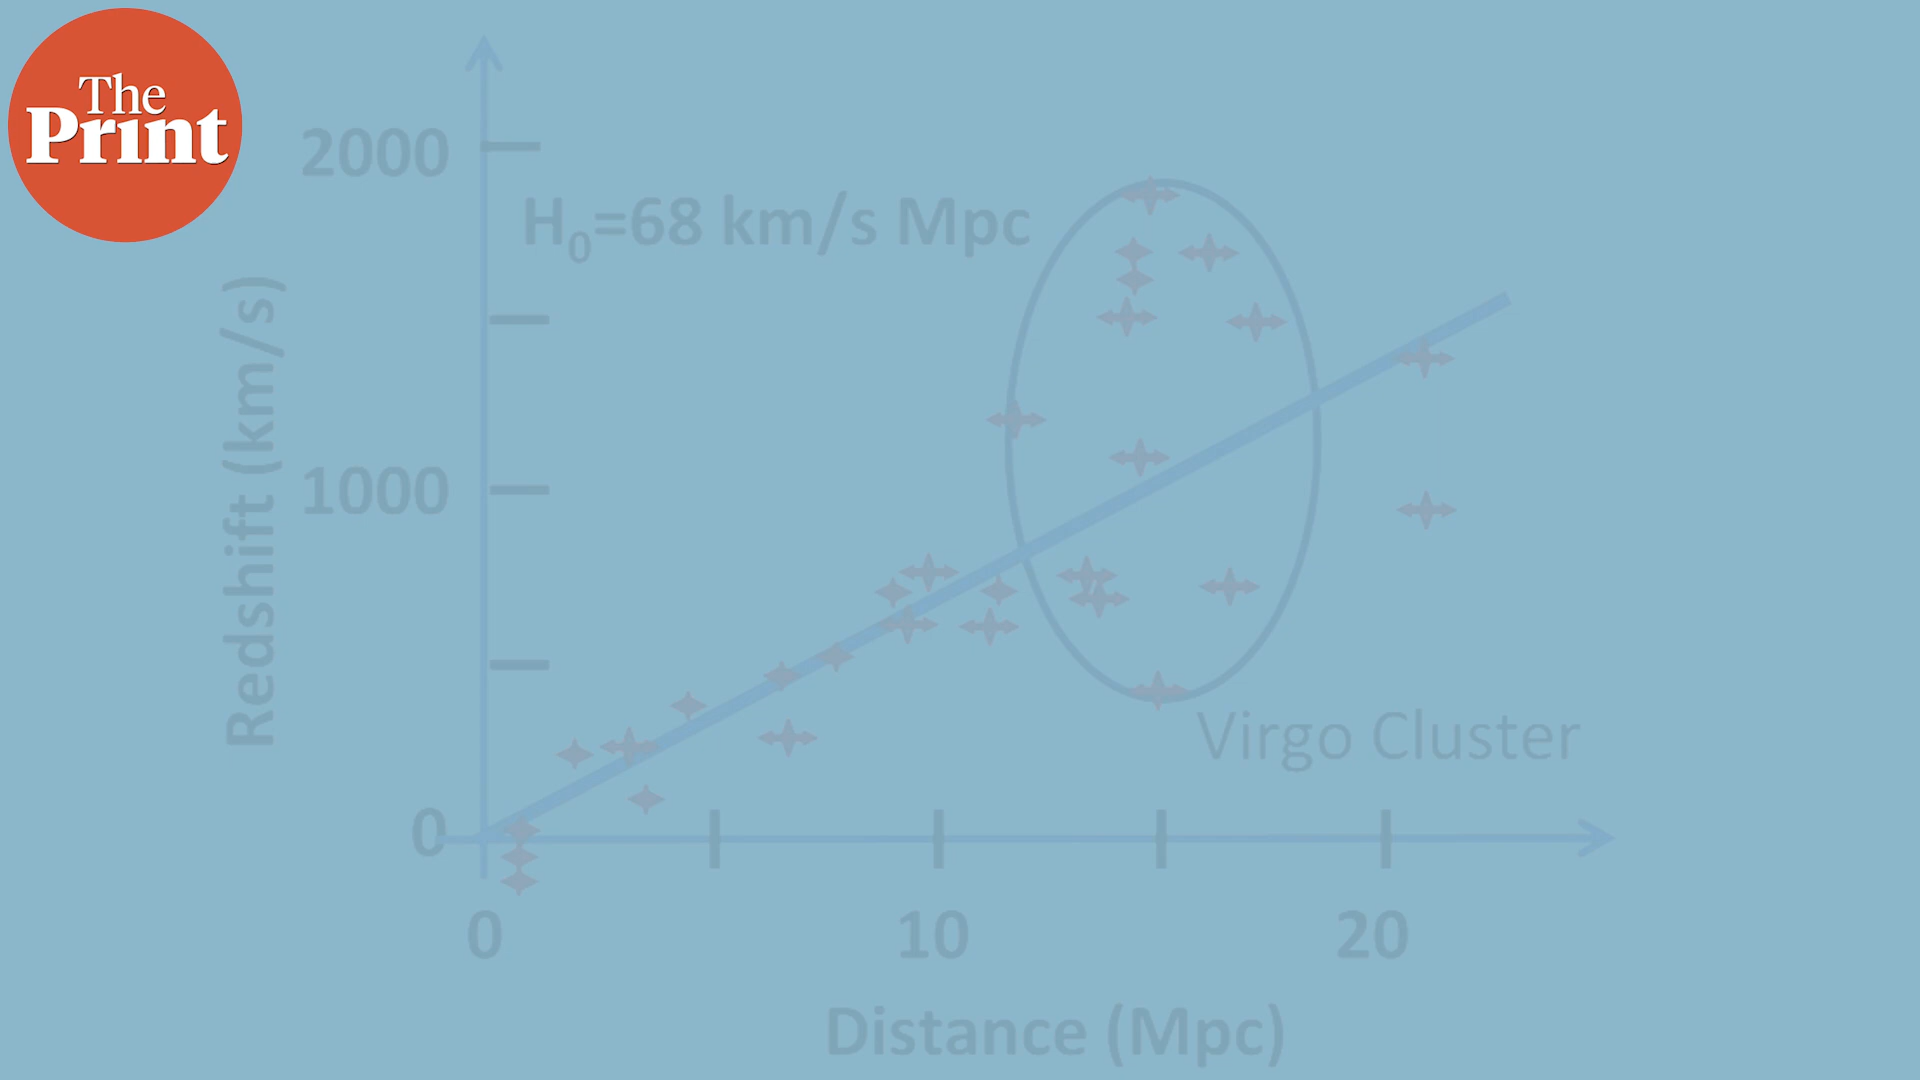 The
Print
2000
H0=68 km/s Mpc
Redshift (km/s)
1000
Virgo Cluster
0
0
10
20
Distance (Mpc)